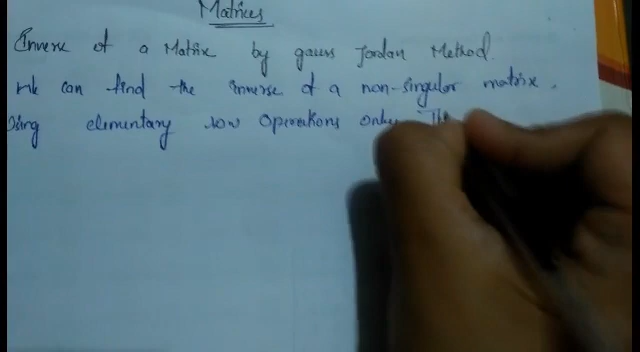 Matrices
Inverse of a Matrix by gauss Jordan Method.
We can find the inverse of a non-singular matrix.
Using elementary row operations only. Th